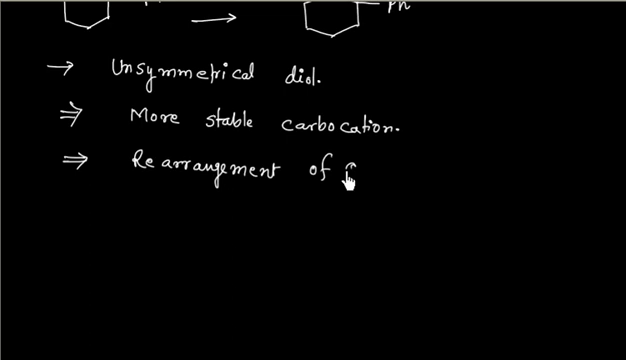 Ph
→ Unsymmetrical diol.
⇒ More stable carbocation.
⇒ Rearrangement of